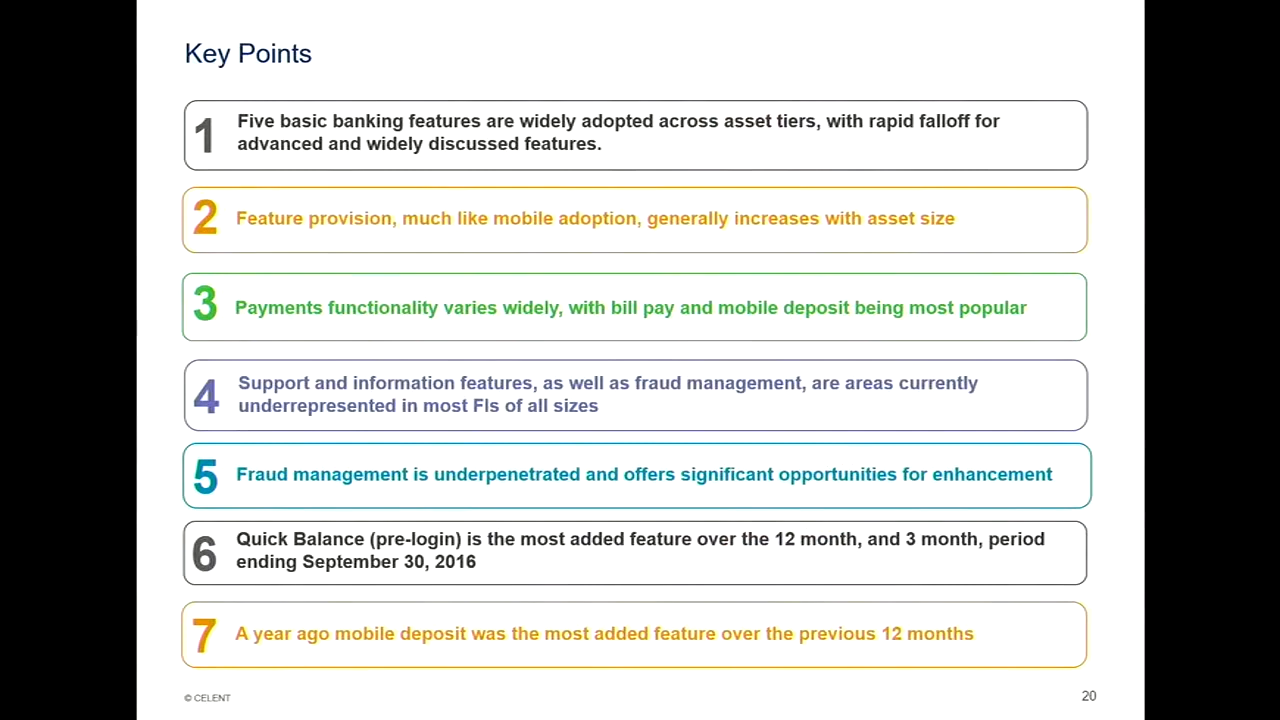 Key Points
1
Five basic banking features are widely adopted across asset tiers, with rapid falloff for
advanced and widely discussed features.
2
Feature provision, much like mobile adoption, generally increases with asset size
3
Payments functionality varies widely, with bill pay and mobile deposit being most popular
4
Support and information features, as well as fraud management, are areas currently
underrepresented in most FIs of all sizes
5
Fraud management is underpenetrated and offers significant opportunities for enhancement
6
Quick Balance (pre-login) is the most added feature over the 12 month, and 3 month, period
ending September 30, 2016
7
A year ago mobile deposit was the most added feature over the previous 12 months
© CELENT
20